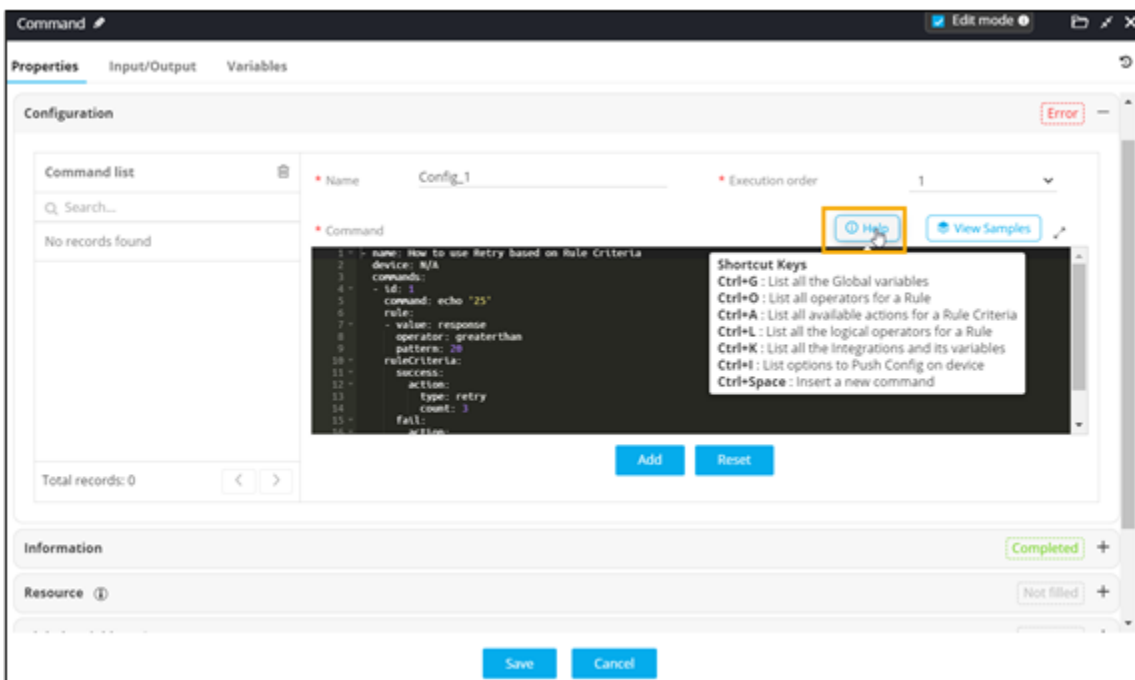 Command
Edit mode
Properties Input/Output Variables
Configuration Error
Command list
* Name Config_1 * Execution order 1
Search...
No records found
* Command Help View Samples
1 - name: How to use Retry based on Rule Criteria
2 device: N/A
3 commands:
4 - id: 1
5 command: echo "25"
6 rule:
7 - value: response
8 operator: greaterthan
9 pattern: 20
10 ruleCriteria:
11 success:
12 action:
13 type: retry
14 count: 3
15 fail:
16 action:
Shortcut Keys
Ctrl+G : List all the Global variables
Ctrl+O : List all operators for a Rule
Ctrl+A : List all available actions for a Rule Criteria
Ctrl+L : List all the logical operators for a Rule
Ctrl+K : List all the Integrations and its variables
Ctrl+I : List options to Push Config on device
Ctrl+Space : Insert a new command
Add Reset
Total records: 0
Information Completed
Resource Not filled
Save Cancel